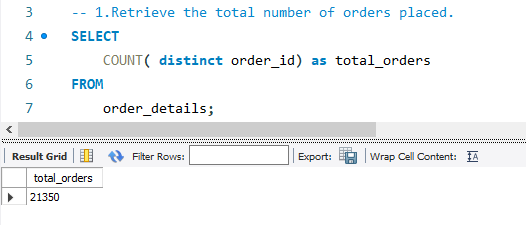 3 -- 1.Retrieve the total number of orders placed.
4 SELECT
5 COUNT( distinct order_id) as total_orders
6 FROM
7 order_details;
Result Grid Filter Rows: Export: Wrap Cell Content:
total_orders
21350